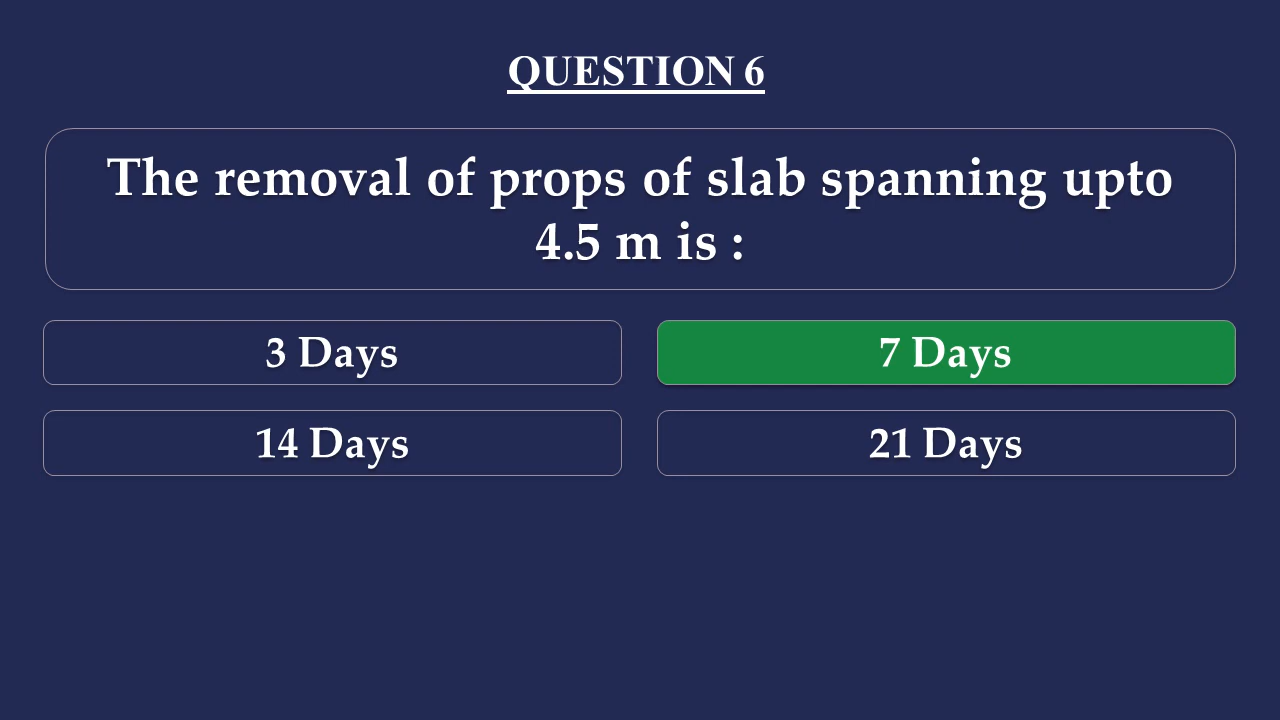 QUESTION 6
The removal of props of slab spanning upto
4.5 m is :
3 Days
7 Days
14 Days
21 Days